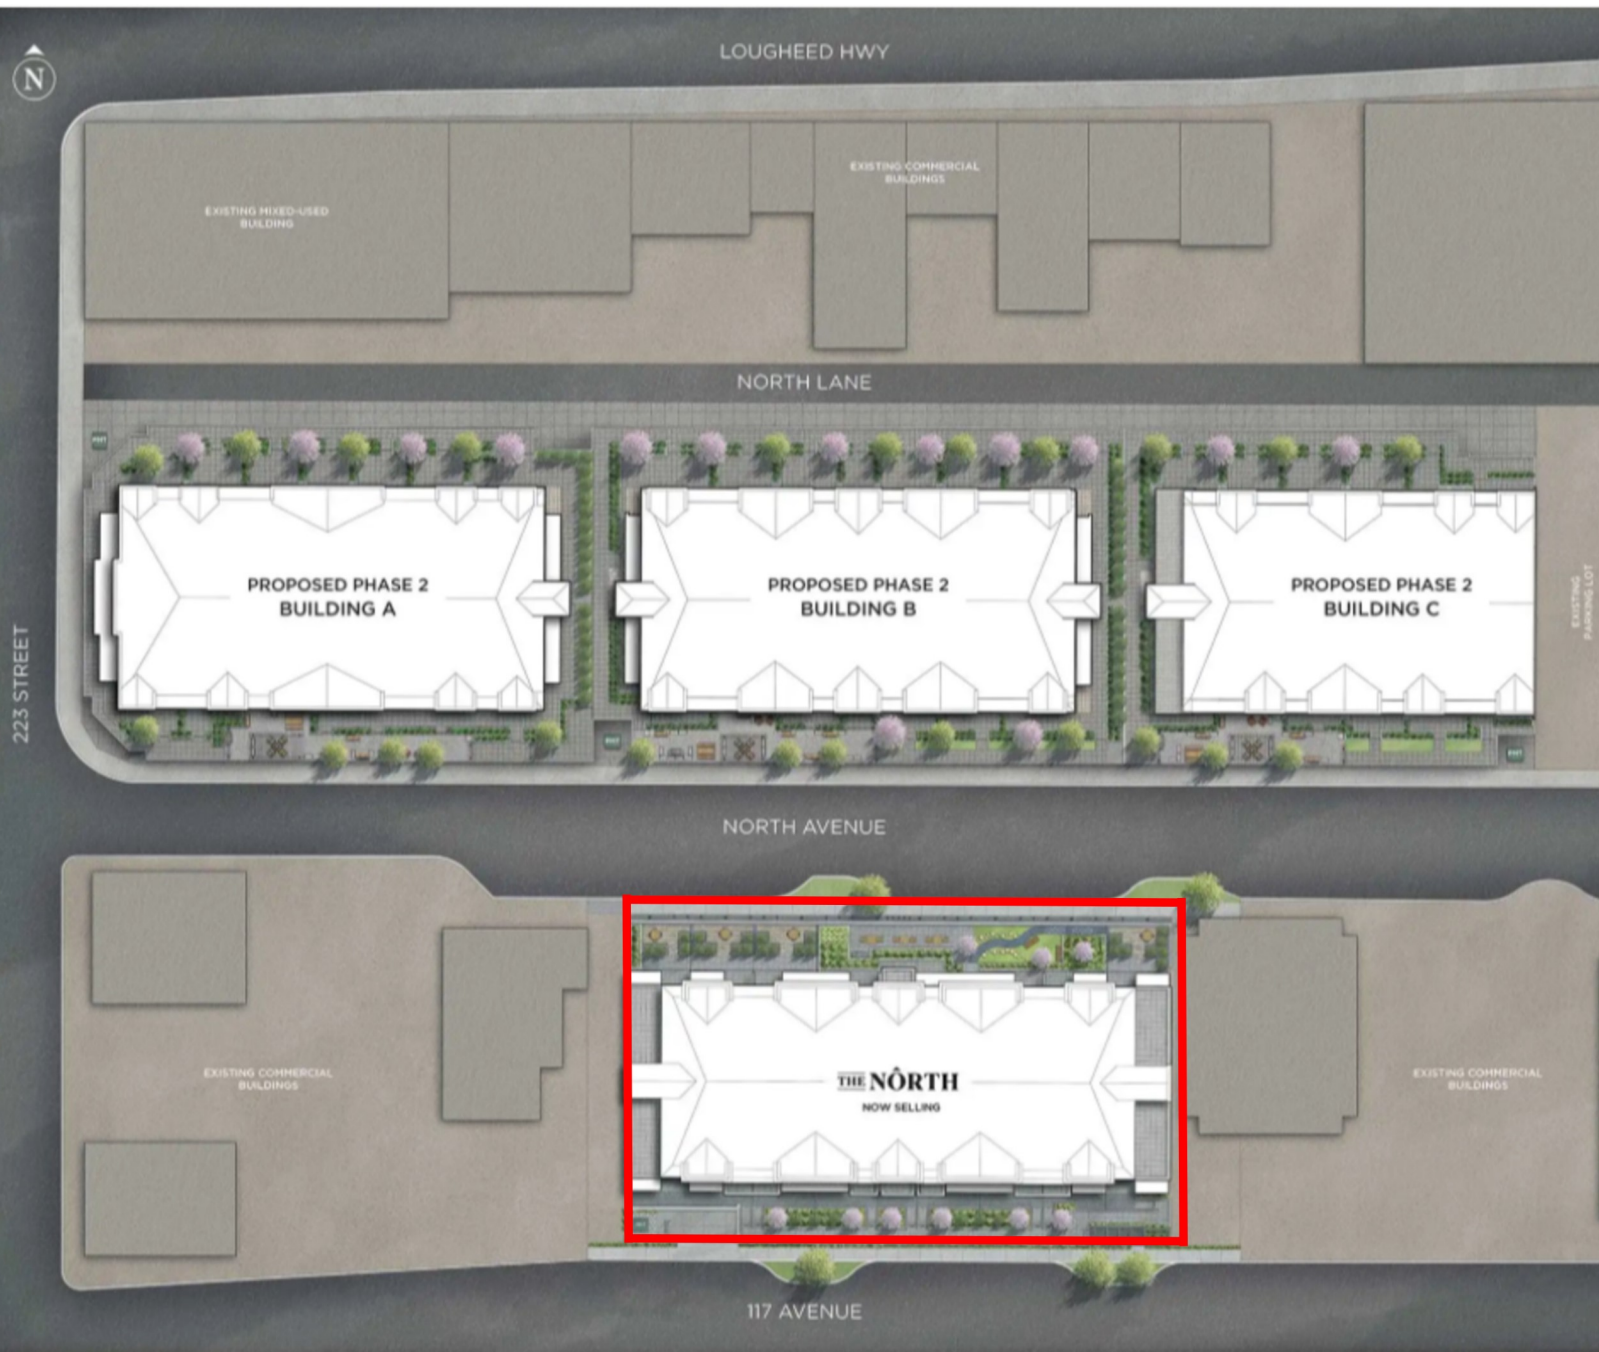 LOUGHEED HWY
N
EXISTING COMMERCIAL
BUILDINGS
EXISTING MIXED-USED
BUILDING
NORTH LANE
PROPOSED PHASE 2
BUILDING A
PROPOSED PHASE 2
BUILDING B
PROPOSED PHASE 2
BUILDING C
EXISTING
PARKING LOT
223 STREET
NORTH AVENUE
EXISTING COMMERCIAL
BUILDINGS
THE NÔRTH
NOW SELLING
EXISTING COMMERCIAL
BUILDINGS
117 AVENUE